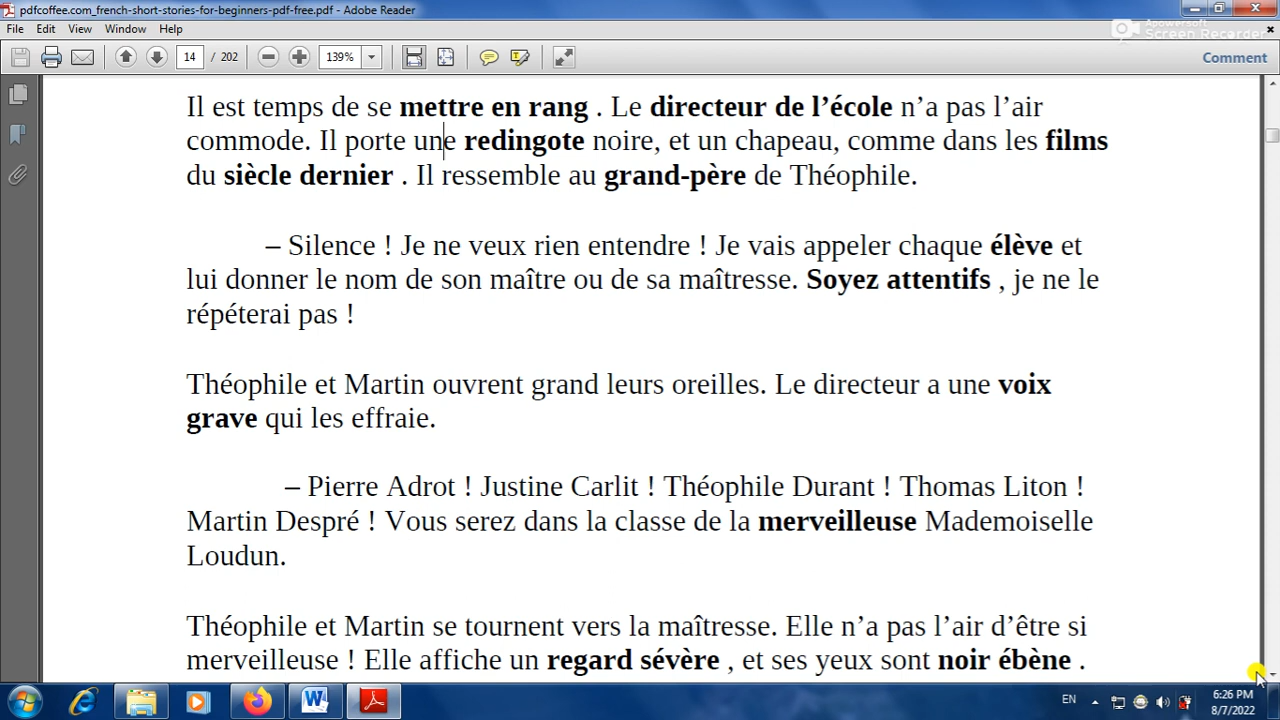 pdfcoffee.com_french-short-stories-for-beginners-pdf-free.pdf - Adobe Reader
File Edit View Window Help
Apowersoft
Screen Recorder
14 / 202 139% Comment
Il est temps de se mettre en rang . Le directeur de l’école n’a pas l’air
commode. Il porte une redingote noire, et un chapeau, comme dans les films
du siècle dernier . Il ressemble au grand-père de Théophile.
– Silence ! Je ne veux rien entendre ! Je vais appeler chaque élève et
lui donner le nom de son maître ou de sa maîtresse. Soyez attentifs , je ne le
répéterai pas !
Théophile et Martin ouvrent grand leurs oreilles. Le directeur a une voix
grave qui les effraie.
– Pierre Adrot ! Justine Carlit ! Théophile Durant ! Thomas Liton !
Martin Despré ! Vous serez dans la classe de la merveilleuse Mademoiselle
Loudun.
Théophile et Martin se tournent vers la maîtresse. Elle n’a pas l’air d’être si
merveilleuse ! Elle affiche un regard sévère , et ses yeux sont noir ébène .
EN 6:26 PM
8/7/2022